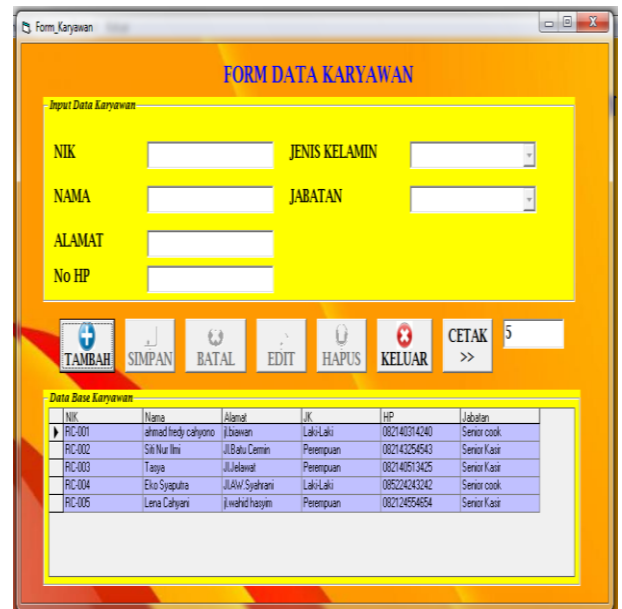 Form_Karyawan
FORM DATA KARYAWAN
Input Data Karyawan
NIK JENIS KELAMIN
NAMA JABATAN
ALAMAT
No HP
TAMBAH SIMPAN BATAL EDIT HAPUS KELUAR CETAK >> 5
Data Base Karyawan
NIK Nama Alamat JK HP Jabatan
RC-001 ahmad fredy cahyono jl.biawan Laki-Laki 082140314240 Senior cook
RC-002 Siti Nur Ilmi Jl.Batu Cermin Perempuan 082143254543 Senior Kasir
RC-003 Tasya Jl.Jelawat Perempuan 082140513425 Senior Kasir
RC-004 Eko Syaputra Jl.AW.Syahrani Laki-Laki 085224243242 Senior cook
RC-005 Lena Cahyani jl.wahid hasyim Perempuan 082124554654 Senior Kasir